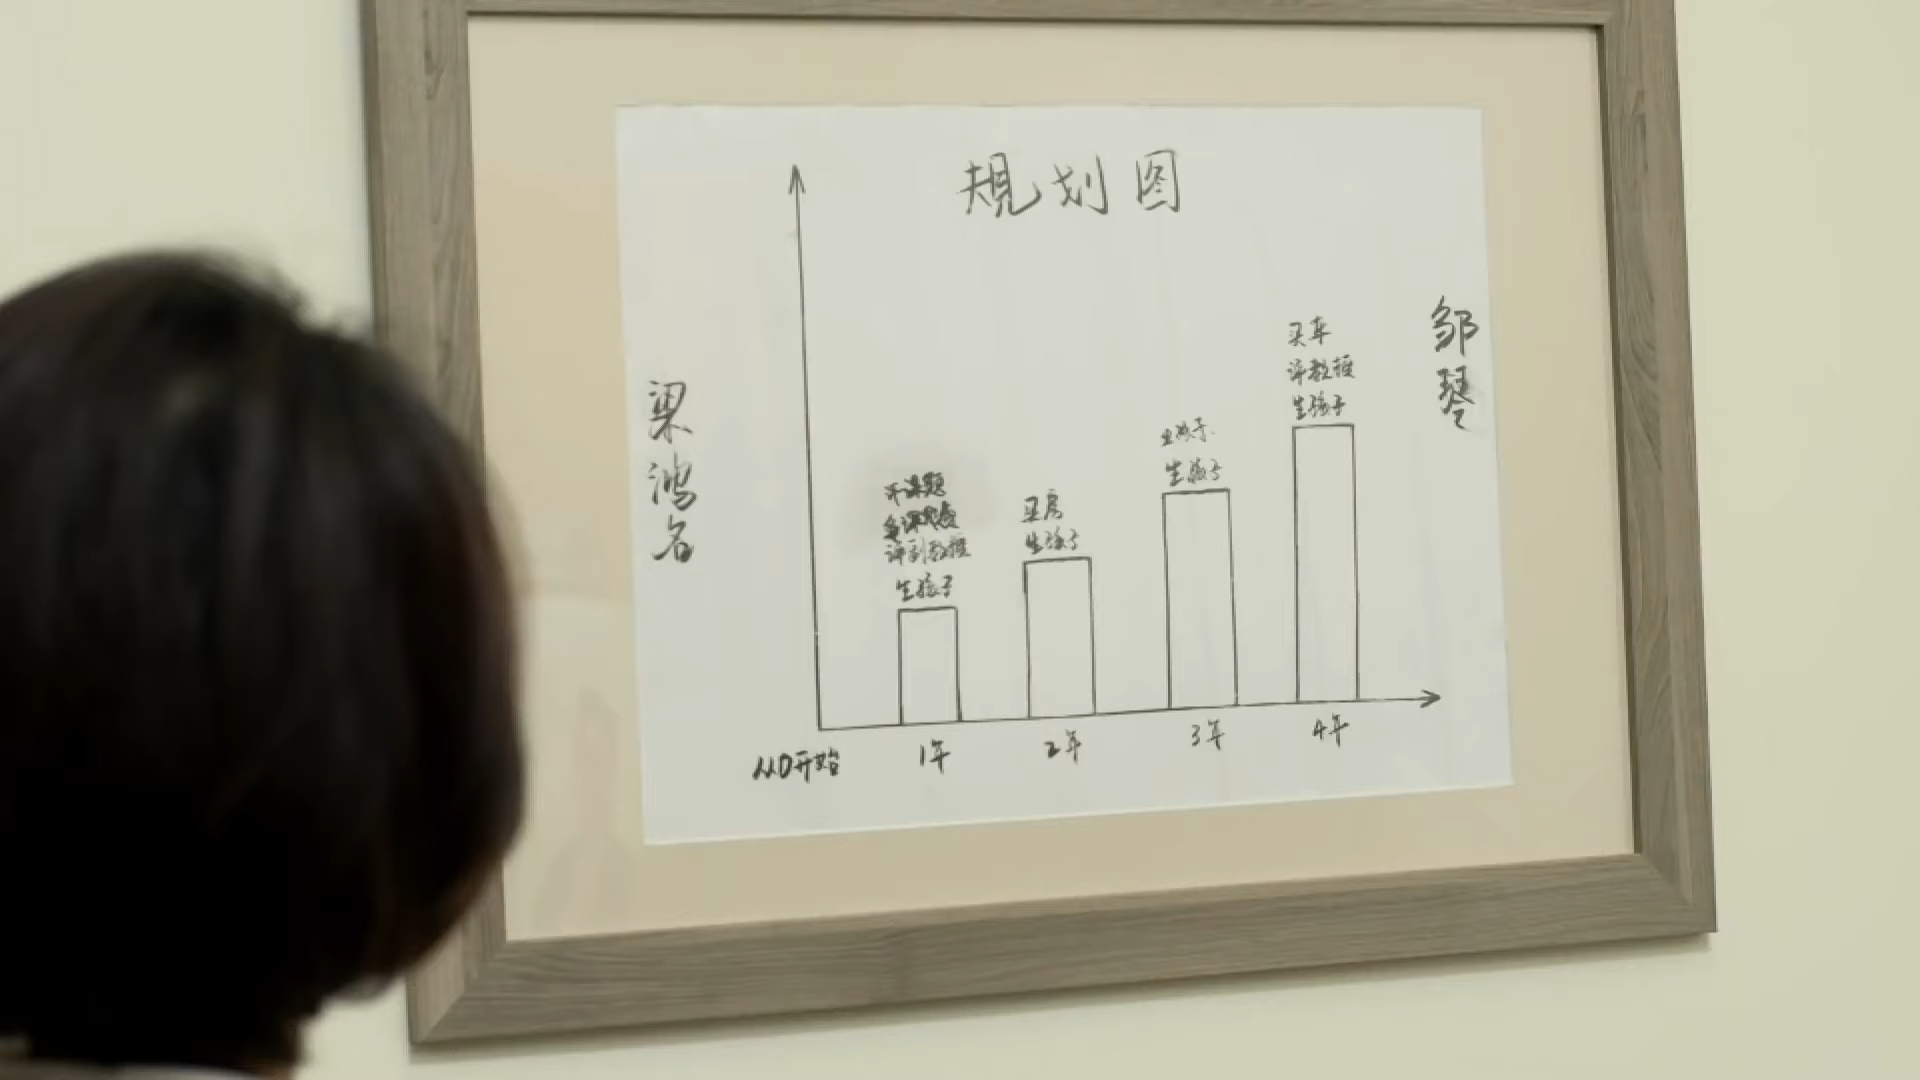 规划图
梁鸿名
邹琴
开课题
评副教授
生孩子
买房
生孩子
生孩子
生孩子
买车
评教授
生孩子
从0开始
1年
2年
3年
4年